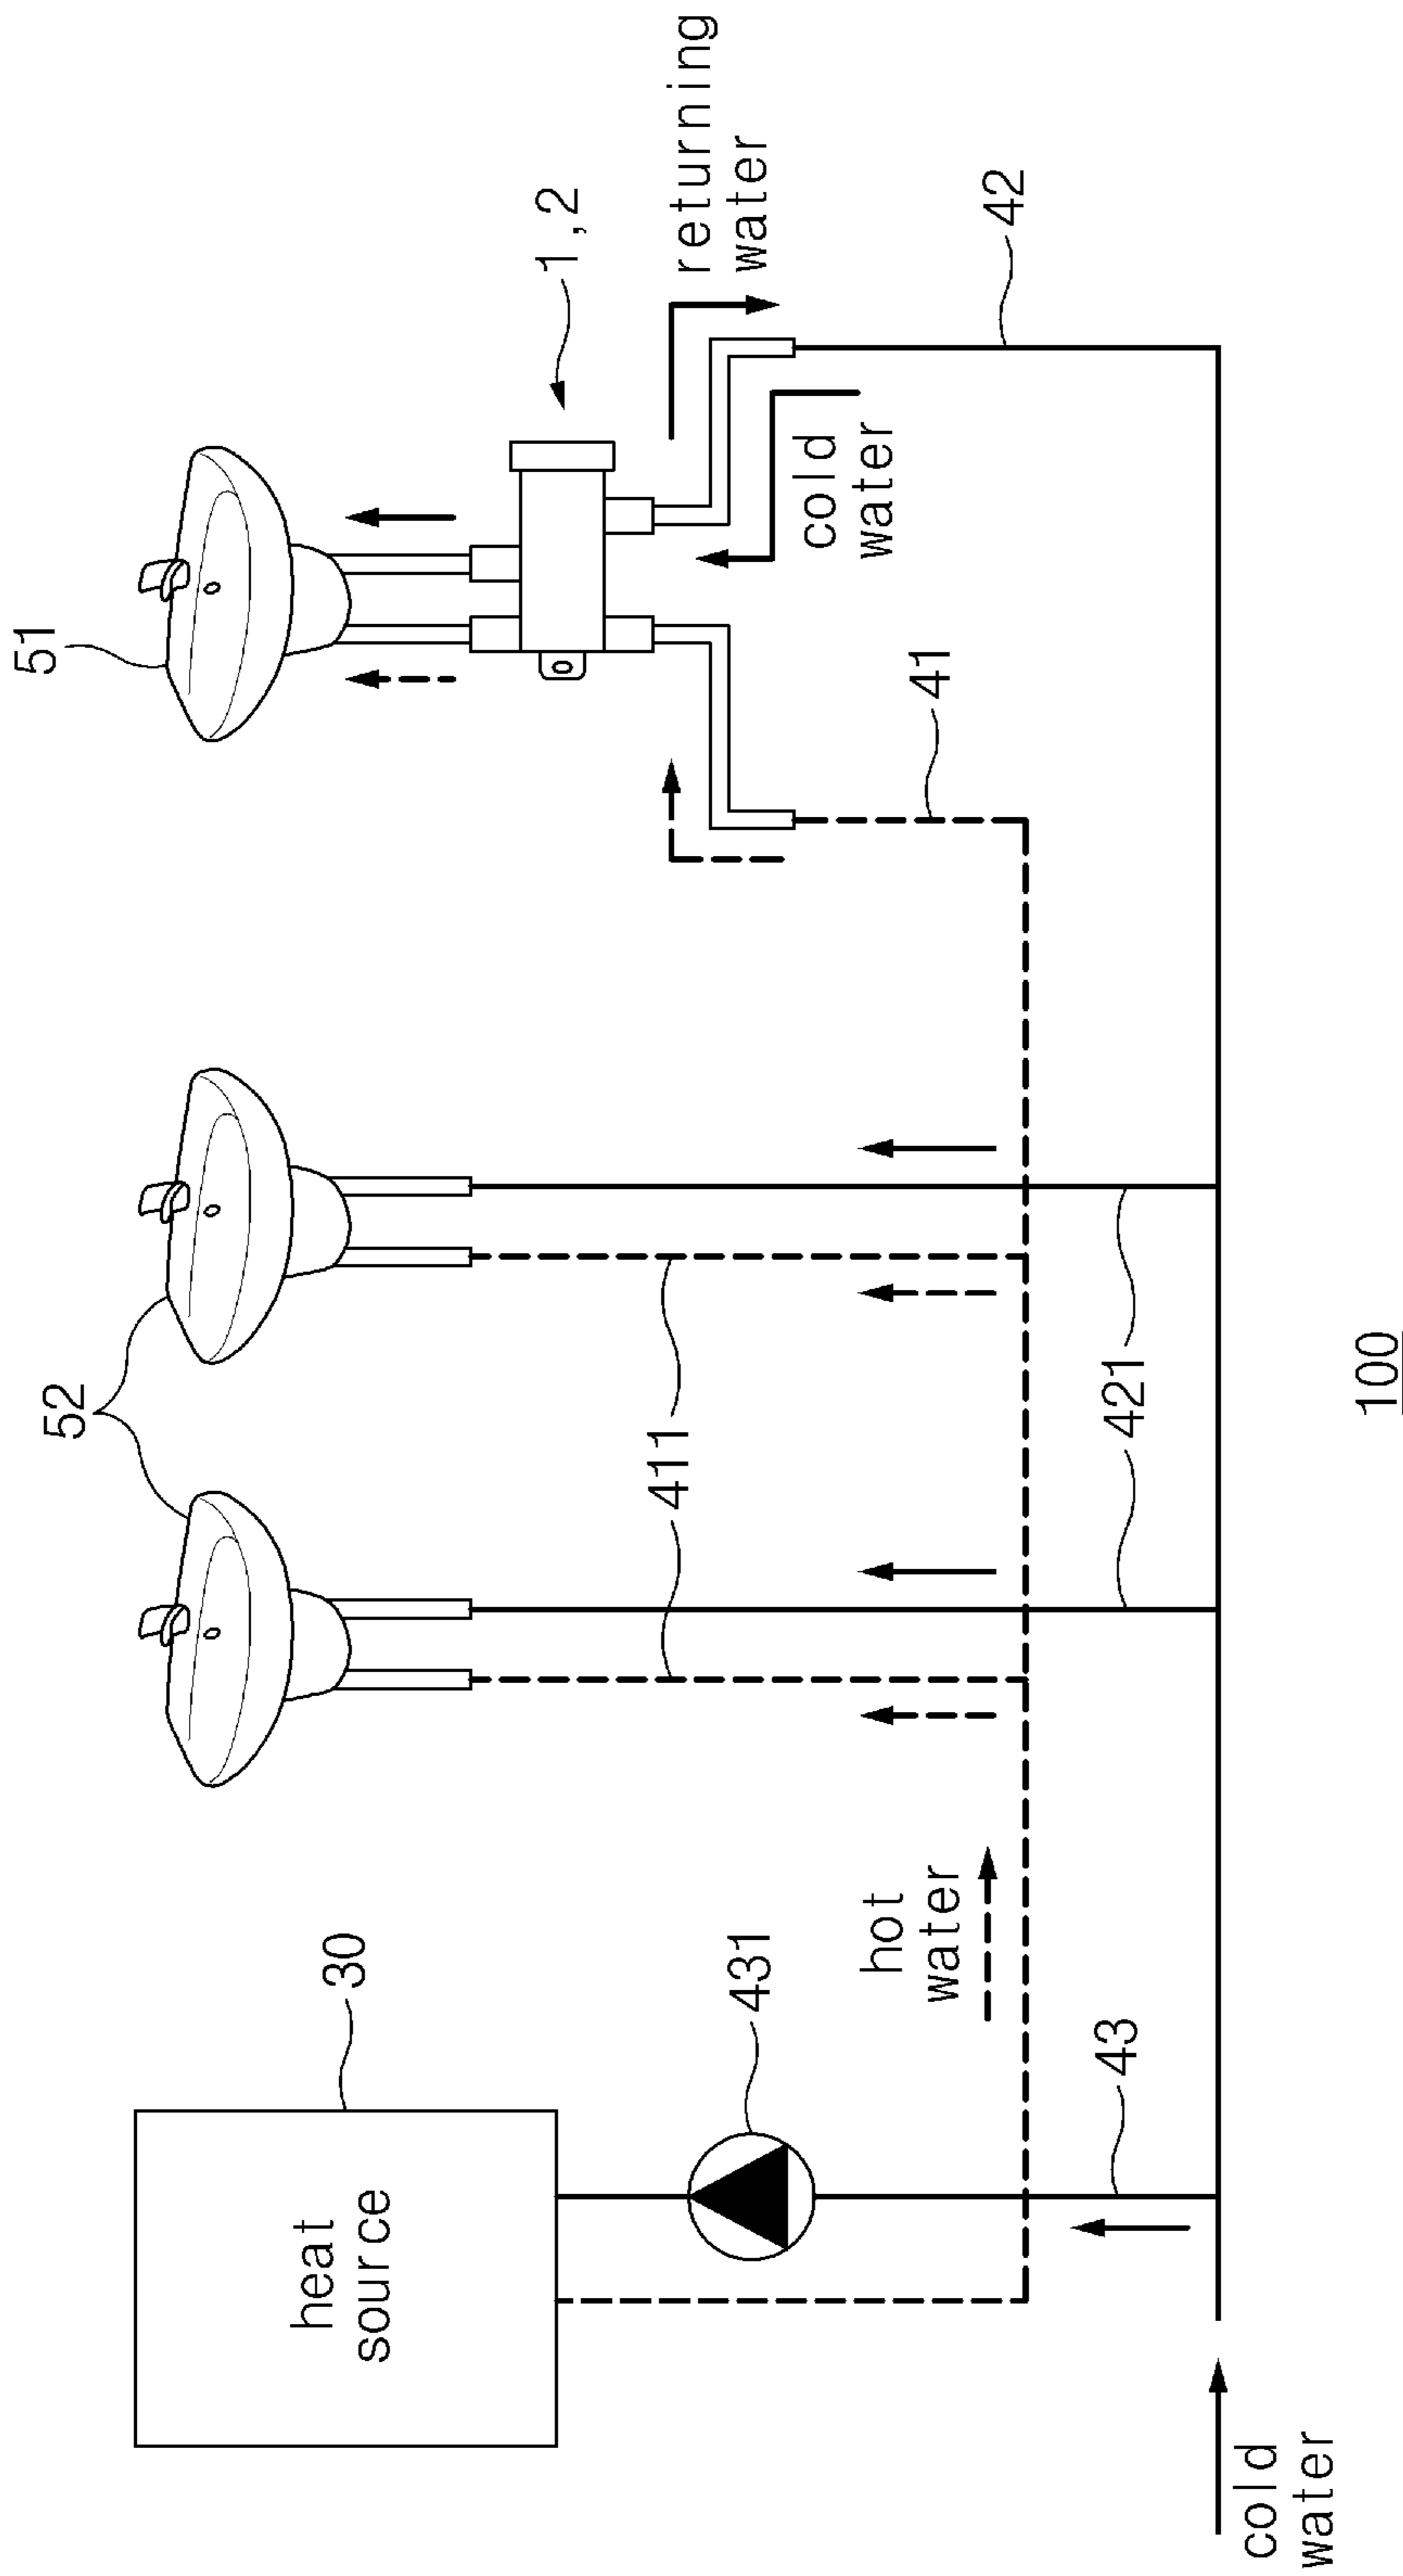 51
52
30
heat
source
431
hot
water
43
411
421
41
1,2
returning
water
cold
water
42
cold
water
100